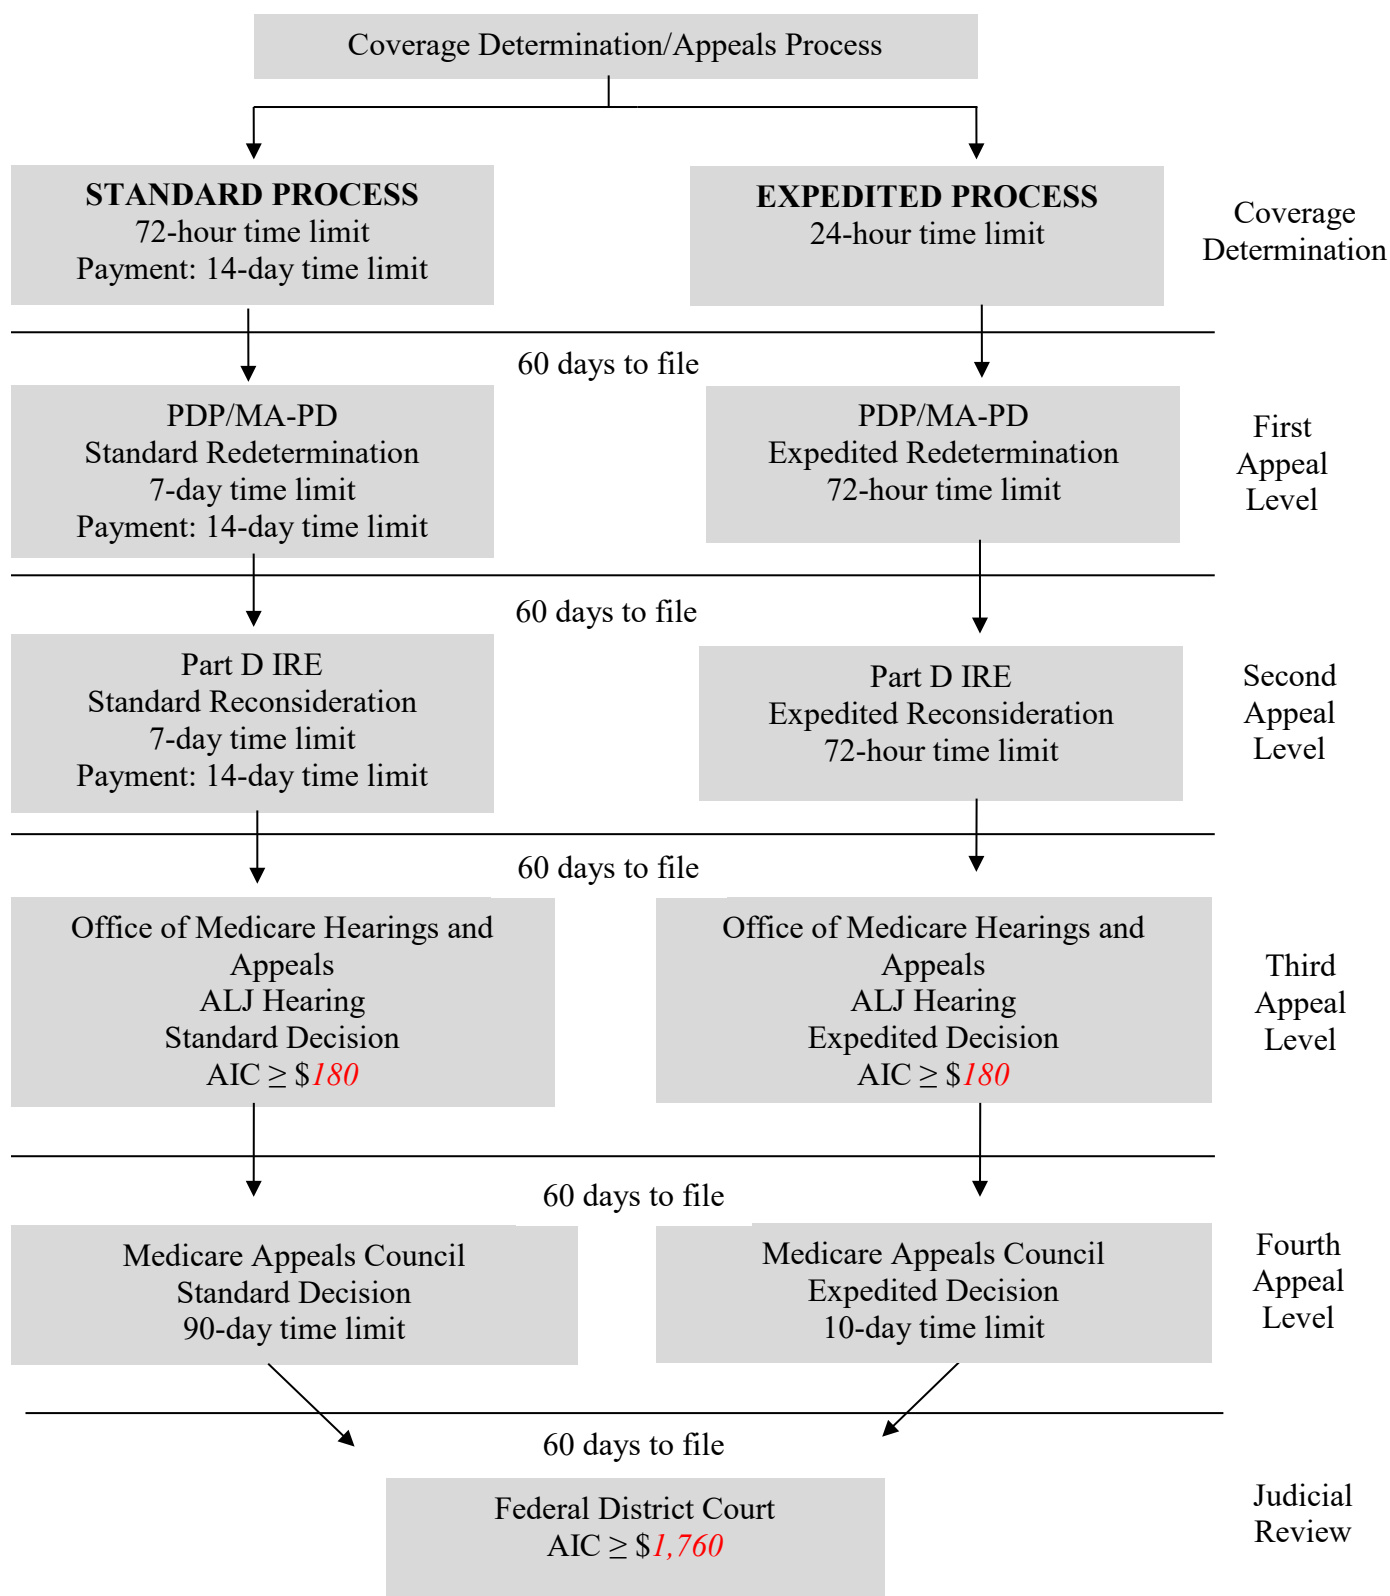 Coverage Determination/Appeals Process
STANDARD PROCESS
72-hour time limit
Payment: 14-day time limit
EXPEDITED PROCESS
24-hour time limit
Coverage
Determination
60 days to file
PDP/MA-PD
Standard Redetermination
7-day time limit
Payment: 14-day time limit
PDP/MA-PD
Expedited Redetermination
72-hour time limit
First
Appeal
Level
60 days to file
Part D IRE
Standard Reconsideration
7-day time limit
Payment: 14-day time limit
Part D IRE
Expedited Reconsideration
72-hour time limit
Second
Appeal
Level
60 days to file
Office of Medicare Hearings and
Appeals
ALJ Hearing
Standard Decision
AIC ≥ $180
Office of Medicare Hearings and
Appeals
ALJ Hearing
Expedited Decision
AIC ≥ $180
Third
Appeal
Level
60 days to file
Medicare Appeals Council
Standard Decision
90-day time limit
Medicare Appeals Council
Expedited Decision
10-day time limit
Fourth
Appeal
Level
60 days to file
Federal District Court
AIC ≥ $1,760
Judicial
Review